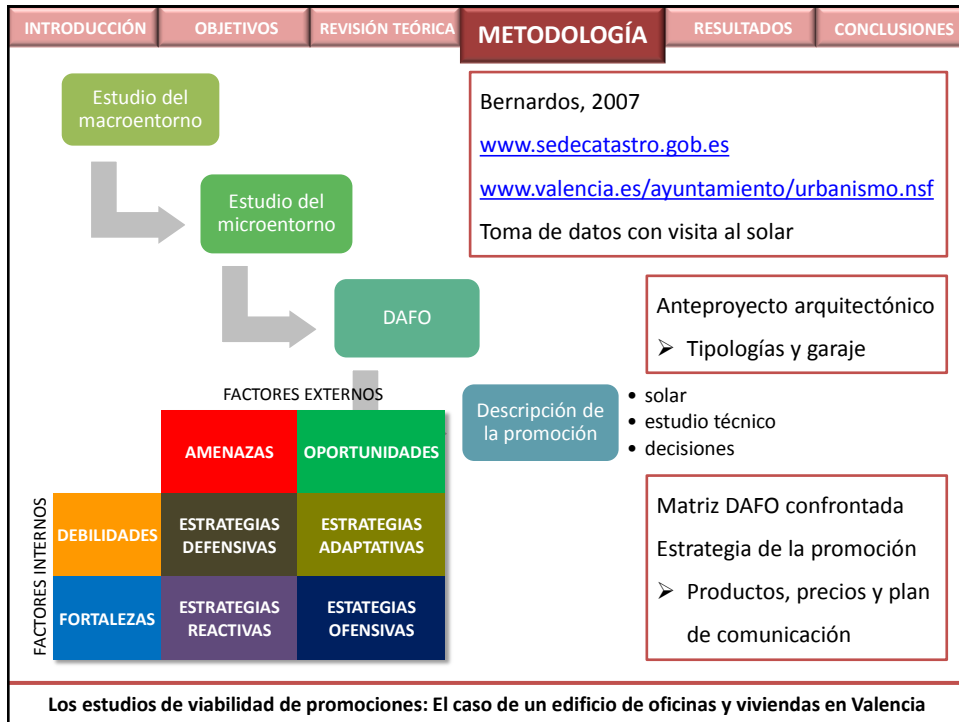 INTRODUCCIÓN
OBJETIVOS
REVISIÓN TEÓRICA
METODOLOGÍA
RESULTADOS
CONCLUSIONES
Estudio del
macroentorno
Estudio del
microentorno
DAFO
Descripción de
la promoción
• solar
• estudio técnico
• decisiones
Bernardos, 2007
www.sedecatastro.gob.es
www.valencia.es/ayuntamiento/urbanismo.nsf
Toma de datos con visita al solar
Anteproyecto arquitectónico
➢ Tipologías y garaje
Matriz DAFO confrontada
Estrategia de la promoción
➢ Productos, precios y plan
de comunicación
FACTORES EXTERNOS
FACTORES INTERNOS
AMENAZAS
OPORTUNIDADES
DEBILIDADES
ESTRATEGIAS
DEFENSIVAS
ESTRATEGIAS
ADAPTATIVAS
FORTALEZAS
ESTRATEGIAS
REACTIVAS
ESTATEGIAS
OFENSIVAS
Los estudios de viabilidad de promociones: El caso de un edificio de oficinas y viviendas en Valencia